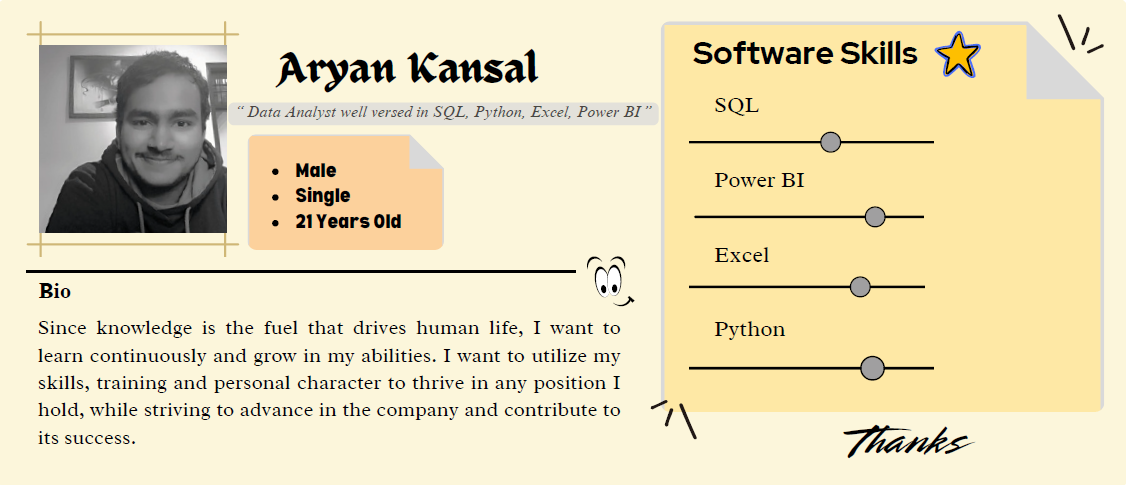 Aryan Kansal
“ Data Analyst well versed in SQL, Python, Excel, Power BI ”
• Male
• Single
• 21 Years Old
Bio
Since knowledge is the fuel that drives human life, I want to
learn continuously and grow in my abilities. I want to utilize my
skills, training and personal character to thrive in any position I
hold, while striving to advance in the company and contribute to
its success.
Software Skills
SQL
Power BI
Excel
Python
Thanks